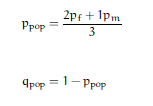 p_pop = (2p_f + 1p_m) / 3
q_pop = 1 − p_pop